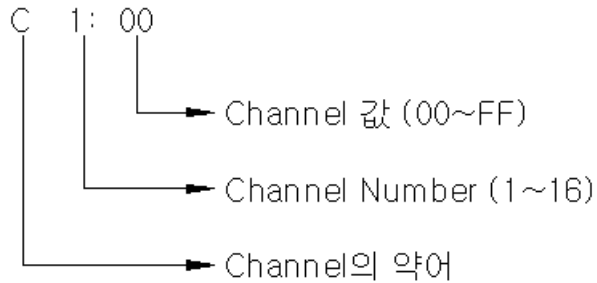 C 1: 00
Channel 값 (00~FF)
Channel Number (1~16)
Channel의 약어